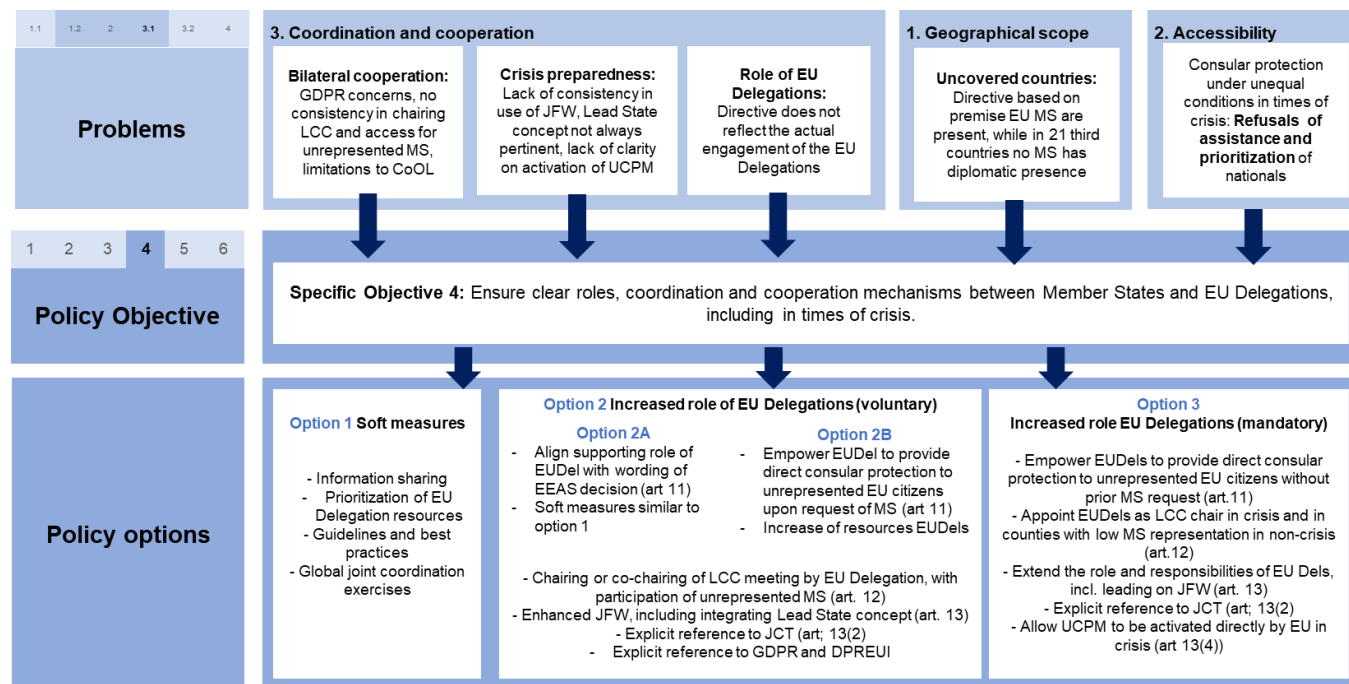 1.1 1.2 2 3.1 3.2 4
Problems
3. Coordination and cooperation
Bilateral cooperation:
GDPR concerns, no
consistency in chairing
LCC and access for
unrepresented MS,
limitations to CoOL
Crisis preparedness:
Lack of consistency in
use of JFW, Lead State
concept not always
pertinent, lack of clarity
on activation of UCPM
Role of EU
Delegations:
Directive does not
reflect the actual
engagement of the EU
Delegations
1. Geographical scope
Uncovered countries:
Directive based on
premise EU MS are
present, while in 21 third
countries no MS has
diplomatic presence
2. Accessibility
Consular protection
under unequal
conditions in times of
crisis: Refusals of
assistance and
prioritization of
nationals
1 2 3 4 5 6
Policy Objective
Specific Objective 4: Ensure clear roles, coordination and cooperation mechanisms between Member States and EU Delegations,
including in times of crisis.
Policy options
Option 1 Soft measures
- Information sharing
- Prioritization of EU
Delegation resources
- Guidelines and best
practices
- Global joint coordination
exercises
Option 2 Increased role of EU Delegations (voluntary)
Option 2A
- Align supporting role of
EUDel with wording of
EEAS decision (art 11)
- Soft measures similar to
option 1
Option 2B
- Empower EUDel to provide
direct consular protection to
unrepresented EU citizens
upon request of MS (art 11)
- Increase of resources EUDels
- Chairing or co-chairing of LCC meeting by EU Delegation, with
participation of unrepresented MS (art. 12)
- Enhanced JFW, including integrating Lead State concept (art. 13)
- Explicit reference to JCT (art; 13(2)
- Explicit reference to GDPR and DPREUI
Option 3
Increased role EU Delegations (mandatory)
- Empower EUDels to provide direct consular
protection to unrepresented EU citizens without
prior MS request (art.11)
- Appoint EUDels as LCC chair in crisis and in
counties with low MS representation in non-crisis
(art.12)
- Extend the role and responsibilities of EU Dels,
incl. leading on JFW (art. 13)
- Explicit reference to JCT (art; 13(2)
- Allow UCPM to be activated directly by EU in
crisis (art 13(4))